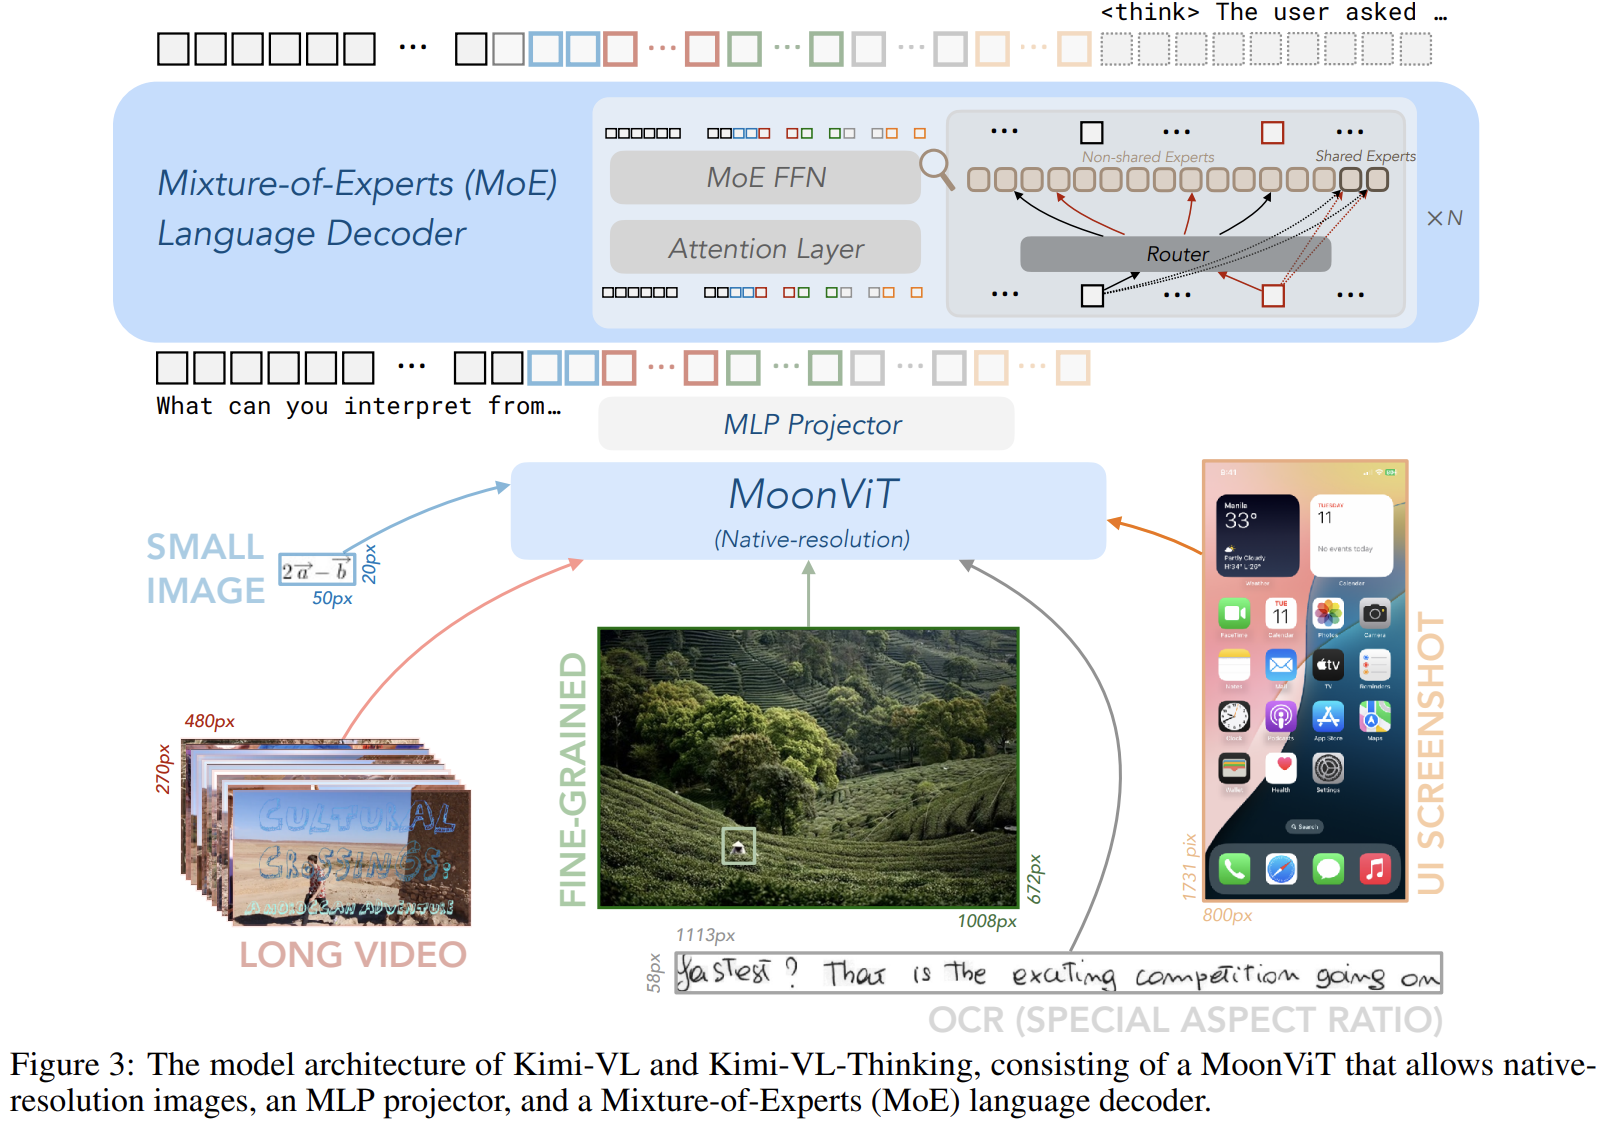 <think> The user asked …
Mixture-of-Experts (MoE)
Language Decoder
MoE FFN
Attention Layer
Non-shared Experts
Shared Experts
Router
×N
What can you interpret from…
MLP Projector
MoonViT
(Native-resolution)
SMALL
IMAGE
2a⃗ − b⃗
20px
50px
480px
270px
CULTURAL
CROSSINGS:
A MOROCCAN ADVENTURE
LONG VIDEO
FINE-GRAINED
672px
1008px
9:41
Manila
33°
Partly Cloudy
H:34° L:26°
Weather
TUESDAY
11
No events today
Calendar
FaceTime
TUE
11
Calendar
Photos
Camera
Notes
Mail
tv
TV
Reminders
Clock
Podcasts
App Store
Maps
Wallet
Health
Settings
Search
UI SCREENSHOT
1731 pix
800px
1113px
58px
fastest? That is the exciting competition going on
OCR (SPECIAL ASPECT RATIO)
Figure 3: The model architecture of Kimi-VL and Kimi-VL-Thinking, consisting of a MoonViT that allows native-
resolution images, an MLP projector, and a Mixture-of-Experts (MoE) language decoder.